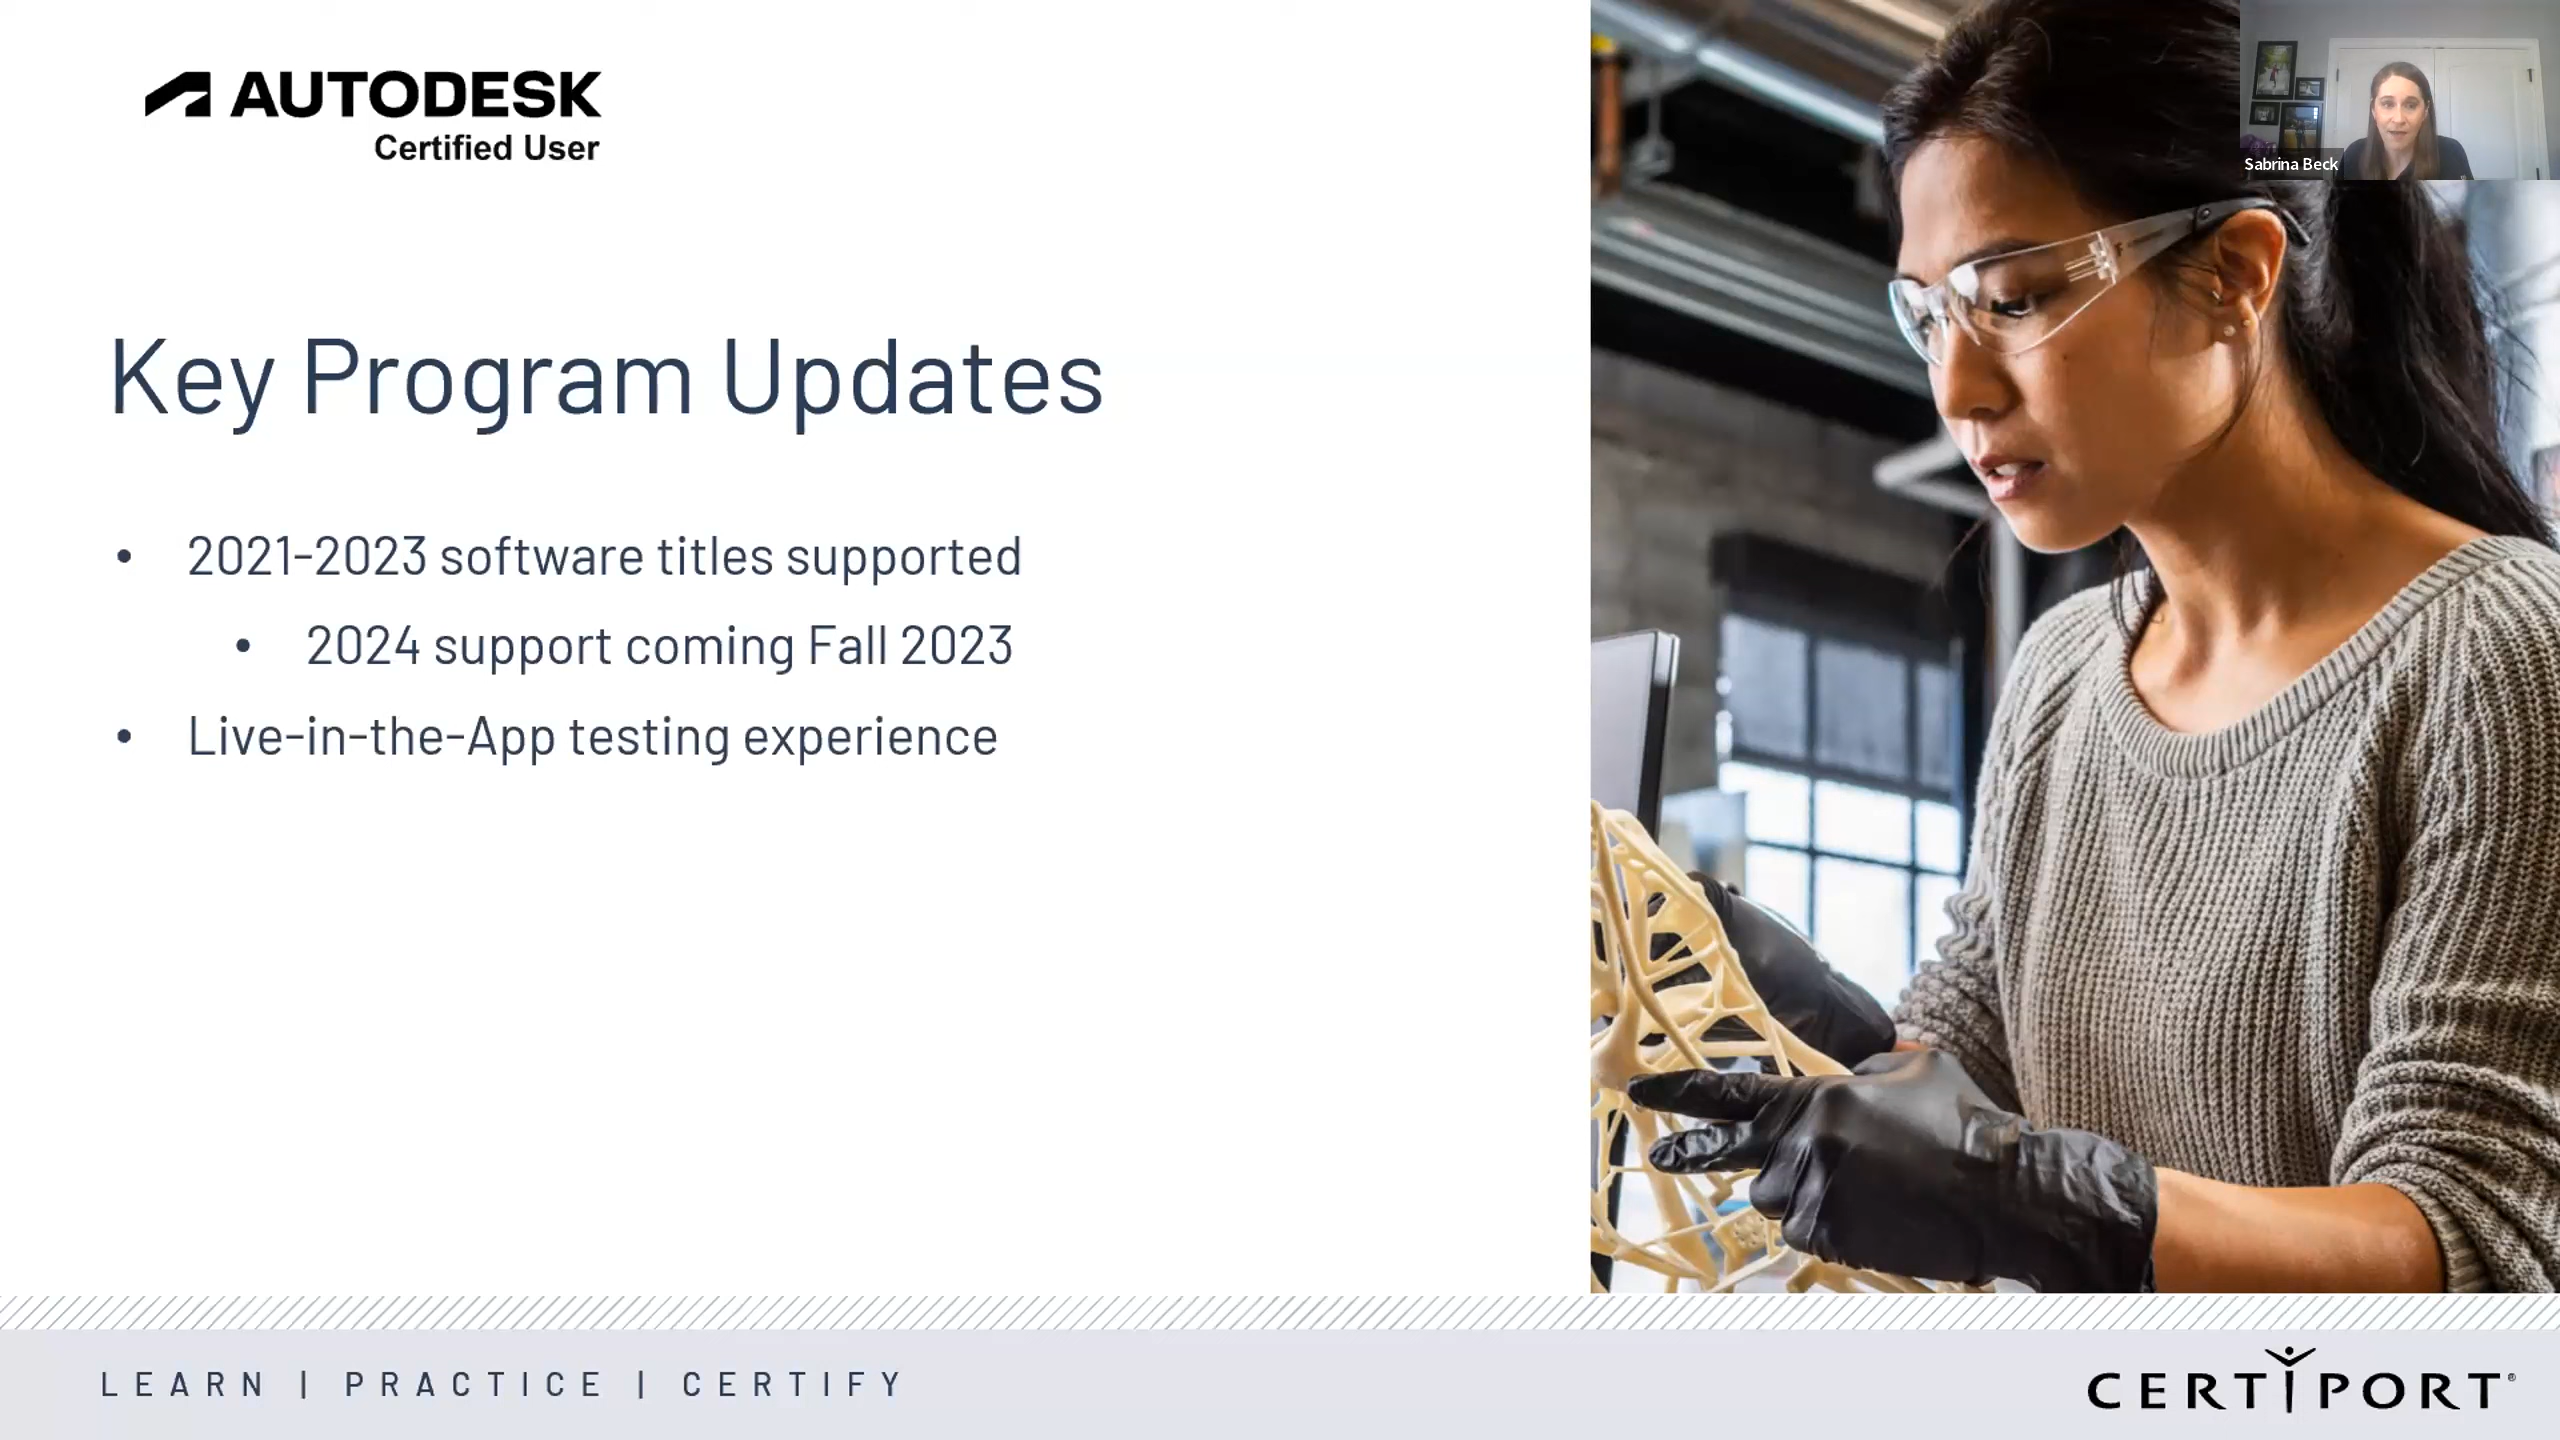 AUTODESK
Certified User
Sabrina Beck
Key Program Updates
• 2021-2023 software titles supported
• 2024 support coming Fall 2023
• Live-in-the-App testing experience
LEARN | PRACTICE | CERTIFY
CERTIPORT®